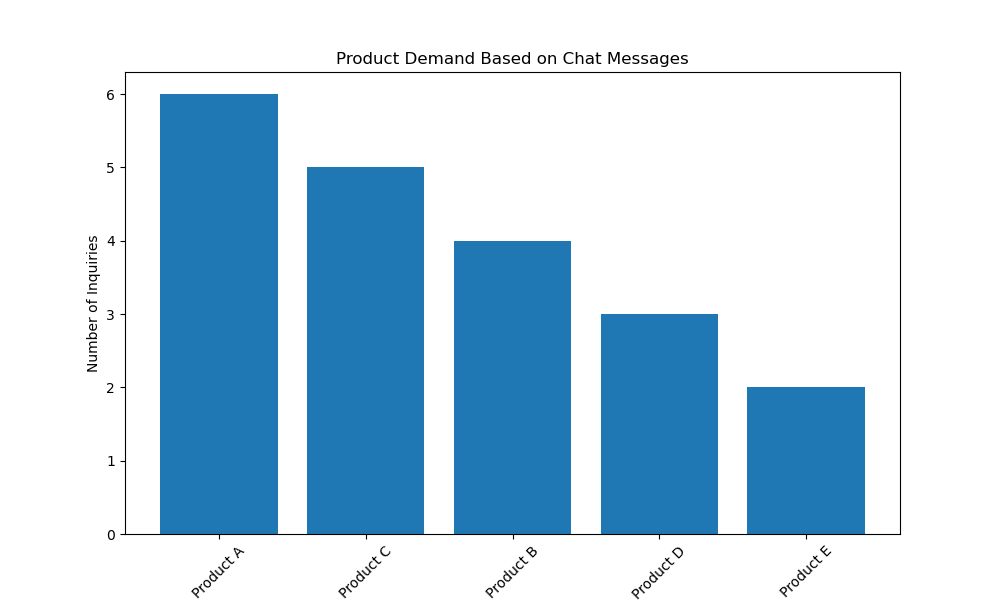 Product Demand Based on Chat Messages
Number of Inquiries
6
5
4
3
2
1
0
Product A
Product C
Product B
Product D
Product E